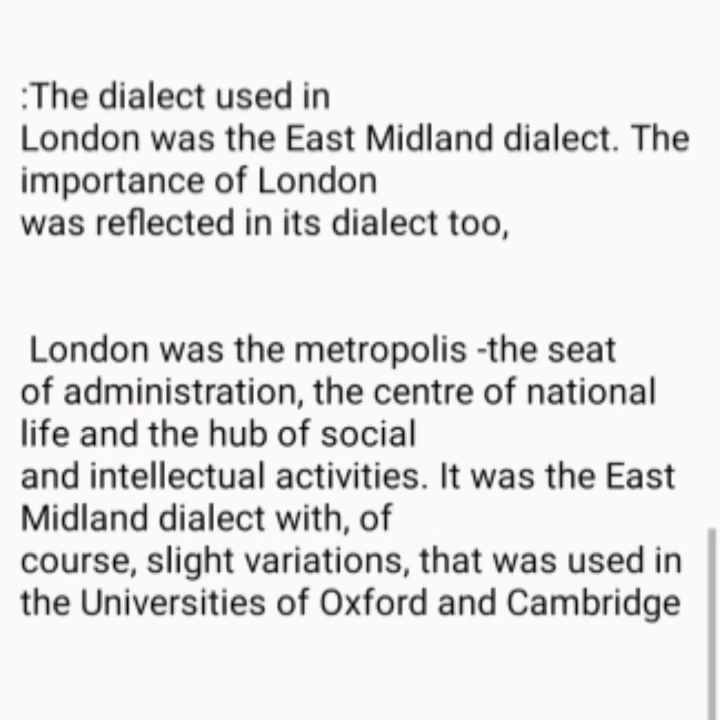 :The dialect used in
London was the East Midland dialect. The
importance of London
was reflected in its dialect too,
London was the metropolis -the seat
of administration, the centre of national
life and the hub of social
and intellectual activities. It was the East
Midland dialect with, of
course, slight variations, that was used in
the Universities of Oxford and Cambridge